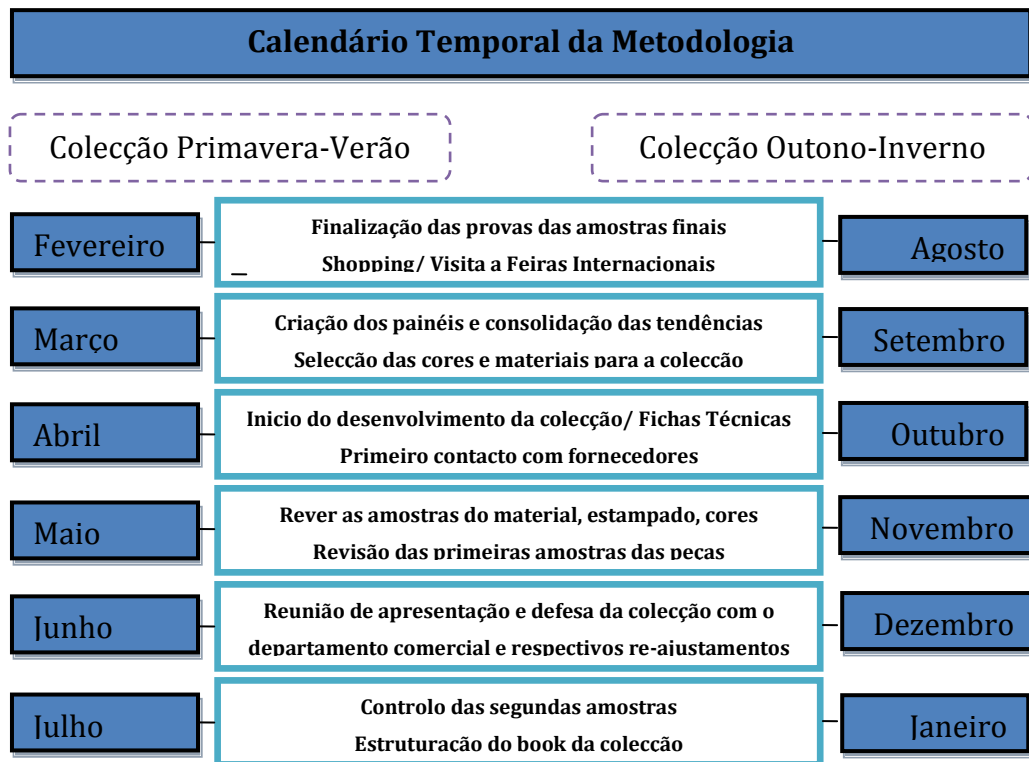 Calendário Temporal da Metodologia
Colecção Primavera-Verão
Colecção Outono-Inverno
Fevereiro
Finalização das provas das amostras finais
Shopping/ Visita a Feiras Internacionais
Agosto
Março
Criação dos painéis e consolidação das tendências
Selecção das cores e materiais para a colecção
Setembro
Abril
Inicio do desenvolvimento da colecção/ Fichas Técnicas
Primeiro contacto com fornecedores
Outubro
Maio
Rever as amostras do material, estampado, cores
Revisão das primeiras amostras das peças
Novembro
Junho
Reunião de apresentação e defesa da colecção com o
departamento comercial e respectivos re-ajustamentos
Dezembro
Julho
Controlo das segundas amostras
Estruturação do book da colecção
Janeiro